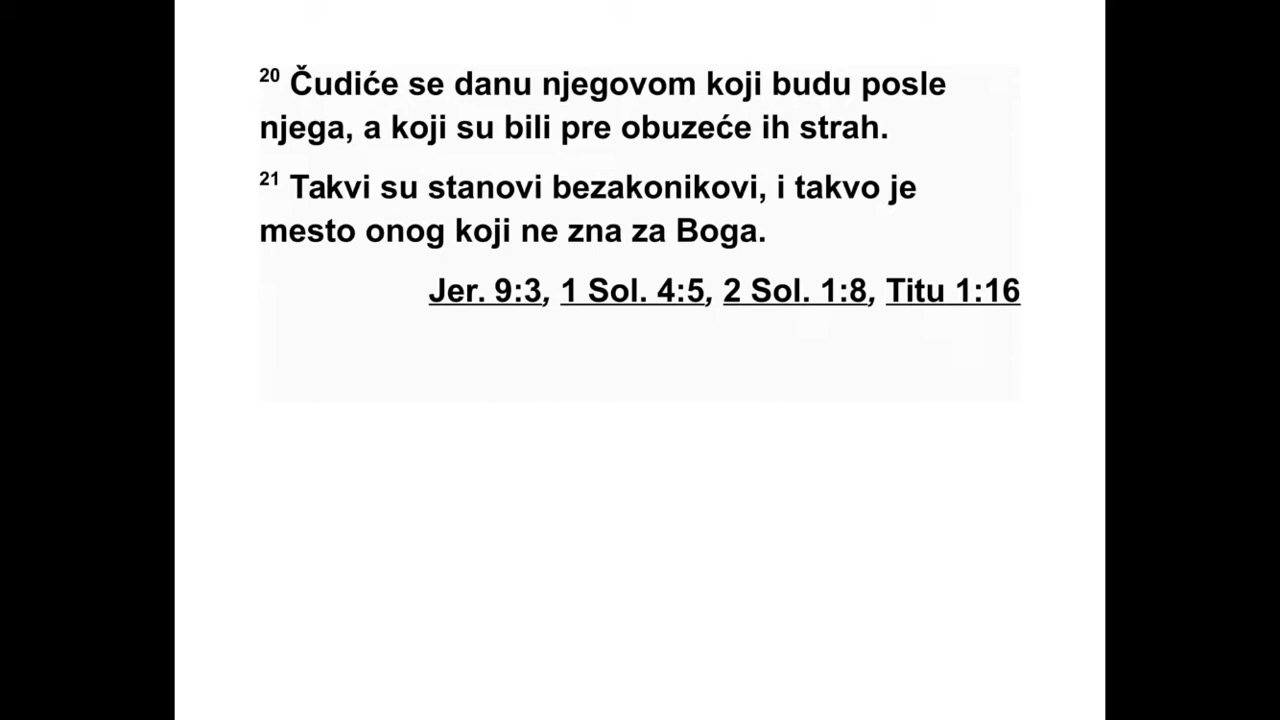 20 Čudiće se danu njegovom koji budu posle
njega, a koji su bili pre obuzeće ih strah.
21 Takvi su stanovi bezakonikovi, i takvo je
mesto onog koji ne zna za Boga.
Jer. 9:3, 1 Sol. 4:5, 2 Sol. 1:8, Titu 1:16